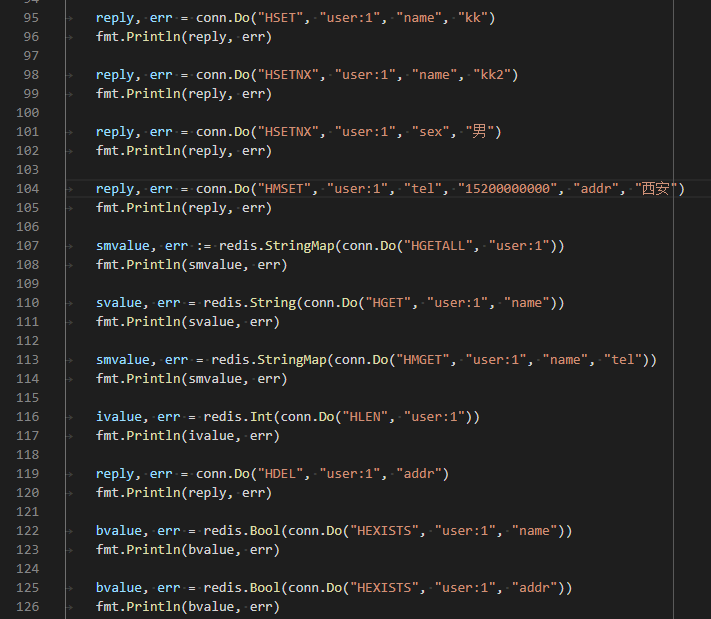 95 reply, err = conn.Do("HSET", "user:1", "name", "kk")
96 fmt.Println(reply, err)
97
98 reply, err = conn.Do("HSETNX", "user:1", "name", "kk2")
99 fmt.Println(reply, err)
100
101 reply, err = conn.Do("HSETNX", "user:1", "sex", "男")
102 fmt.Println(reply, err)
103
104 reply, err = conn.Do("HMSET", "user:1", "tel", "15200000000", "addr", "西安")
105 fmt.Println(reply, err)
106
107 smvalue, err := redis.StringMap(conn.Do("HGETALL", "user:1"))
108 fmt.Println(smvalue, err)
109
110 svalue, err = redis.String(conn.Do("HGET", "user:1", "name"))
111 fmt.Println(svalue, err)
112
113 smvalue, err = redis.StringMap(conn.Do("HMGET", "user:1", "name", "tel"))
114 fmt.Println(smvalue, err)
115
116 ivalue, err = redis.Int(conn.Do("HLEN", "user:1"))
117 fmt.Println(ivalue, err)
118
119 reply, err = conn.Do("HDEL", "user:1", "addr")
120 fmt.Println(reply, err)
121
122 bvalue, err = redis.Bool(conn.Do("HEXISTS", "user:1", "name"))
123 fmt.Println(bvalue, err)
124
125 bvalue, err = redis.Bool(conn.Do("HEXISTS", "user:1", "addr"))
126 fmt.Println(bvalue, err)